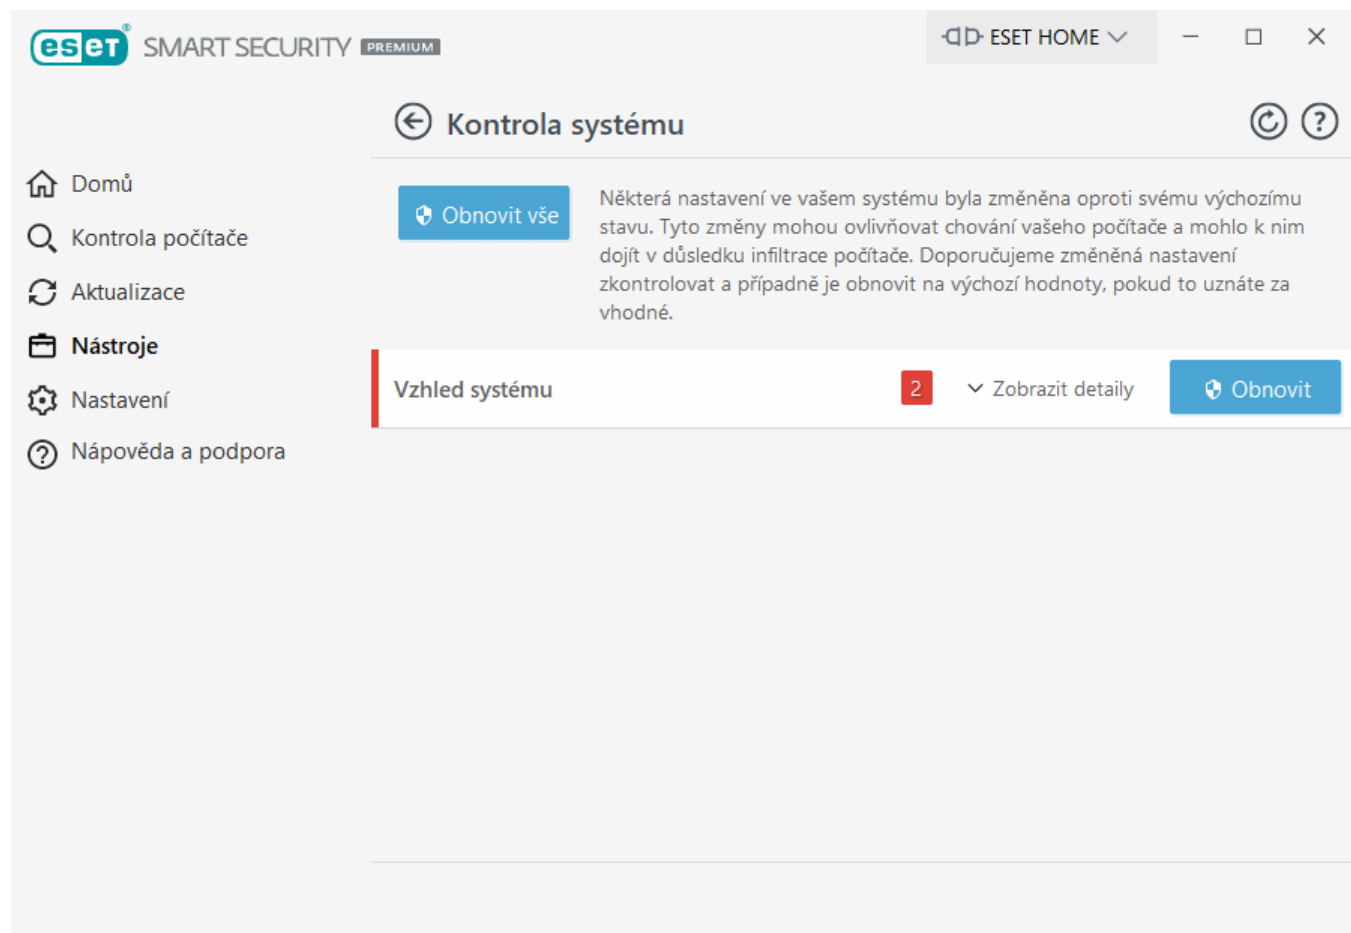 eset® SMART SECURITY PREMIUM
ESET HOME
Kontrola systému
Domů
Kontrola počítače
Aktualizace
Nástroje
Nastavení
Nápověda a podpora
Obnovit vše
Některá nastavení ve vašem systému byla změněna oproti svému výchozímu
stavu. Tyto změny mohou ovlivňovat chování vašeho počítače a mohlo k nim
dojít v důsledku infiltrace počítače. Doporučujeme změněná nastavení
zkontrolovat a případně je obnovit na výchozí hodnoty, pokud to uznáte za
vhodné.
Vzhled systému 2 Zobrazit detaily Obnovit